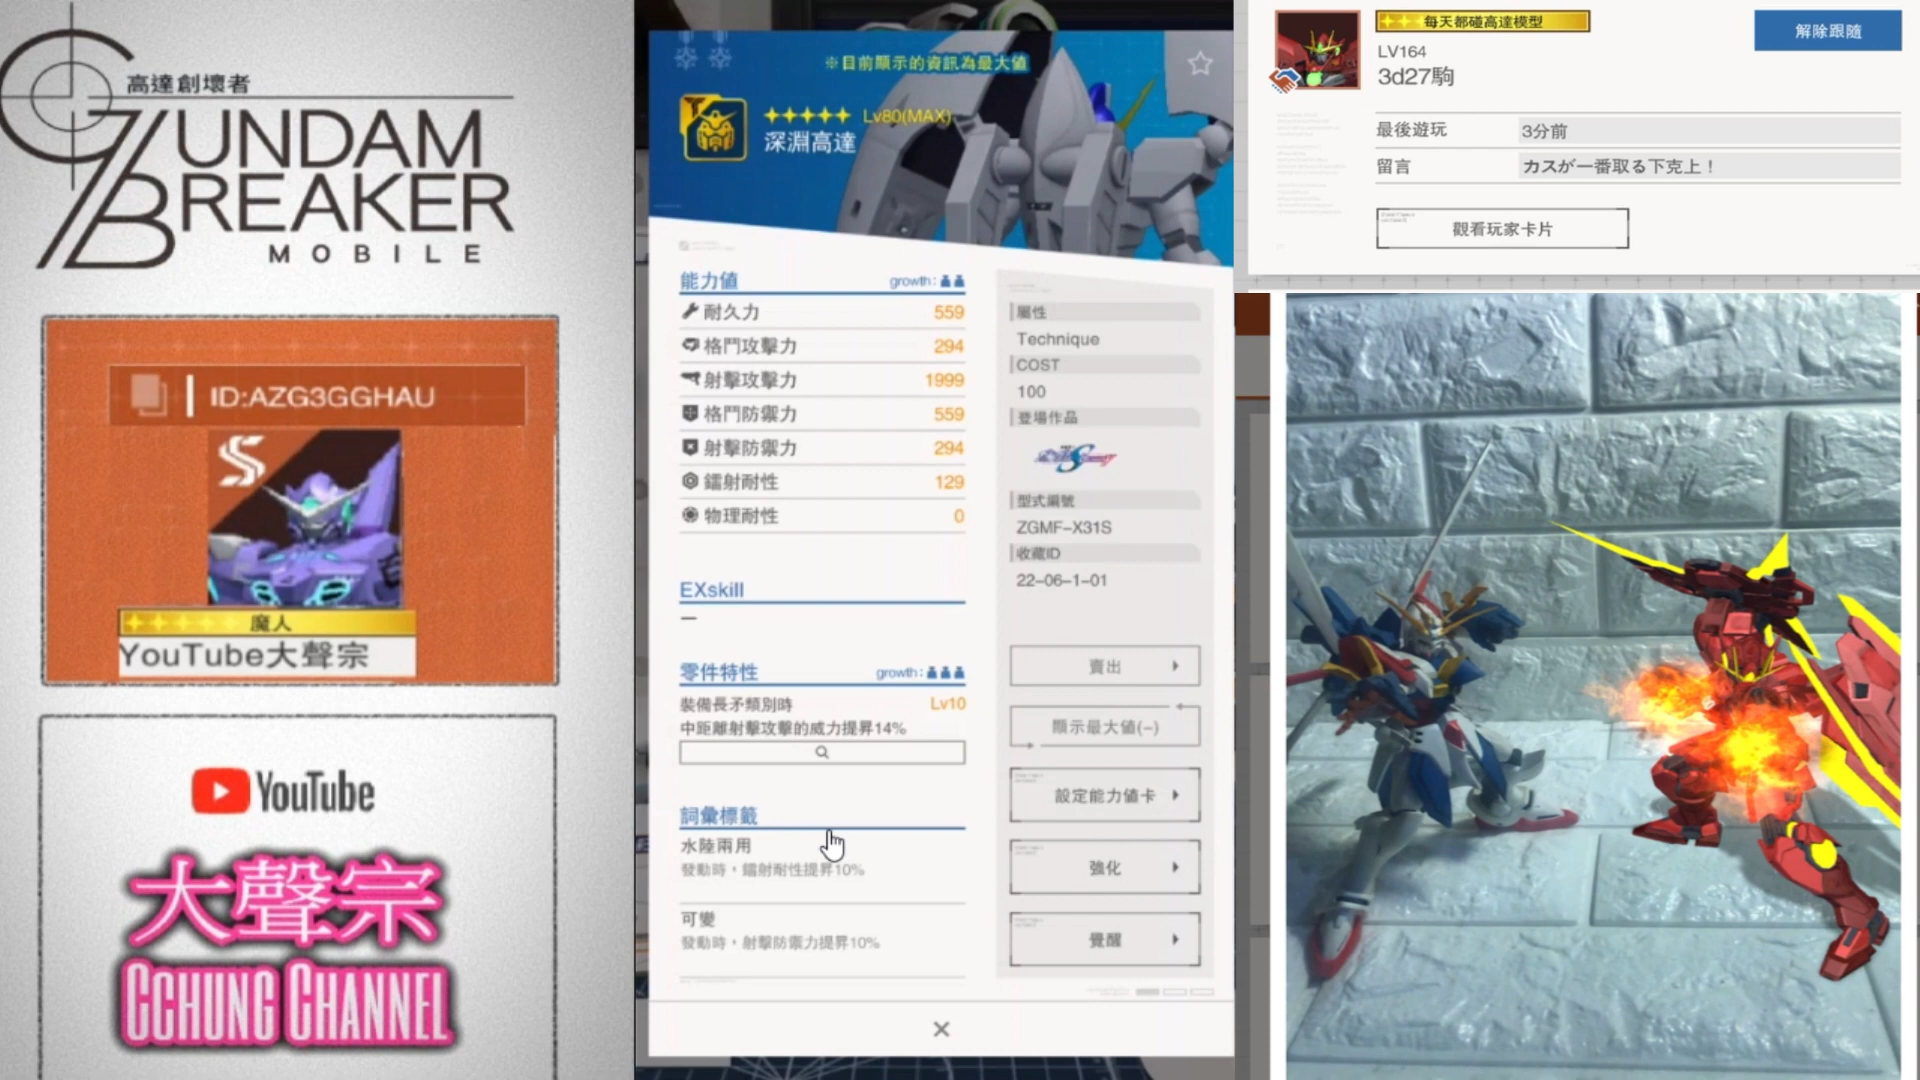 高達創壞者
GUNDAM
BREAKER
MOBILE
ID:AZG3GGHAU
魔人
YouTube大聲宗
YouTube
大聲宗
CCHUNG CHANNEL
※目前顯示的資訊為最大值
Lv80(MAX)
深淵高達
能力值
growth:
耐久力
559
格鬥攻擊力
294
射擊攻擊力
1999
格鬥防禦力
559
射擊防禦力
294
鐳射耐性
129
物理耐性
0
EXskill
—
零件特性
growth:
裝備長矛類別時
Lv10
中距離射擊攻擊的威力提昇14%
詞彙標籤
水陸兩用
發動時，鐳射耐性提昇10%
可變
發動時，射擊防禦力提昇10%
屬性
Technique
COST
100
登場作品
型式編號
ZGMF-X31S
收藏ID
22-06-1-01
賣出
顯示最大值(-)
設定能力值卡
強化
覺醒
每天都碰高達模型
解除跟隨
LV164
3d27駒
最後遊玩
3分前
留言
カスが一番取る下克上！
觀看玩家卡片